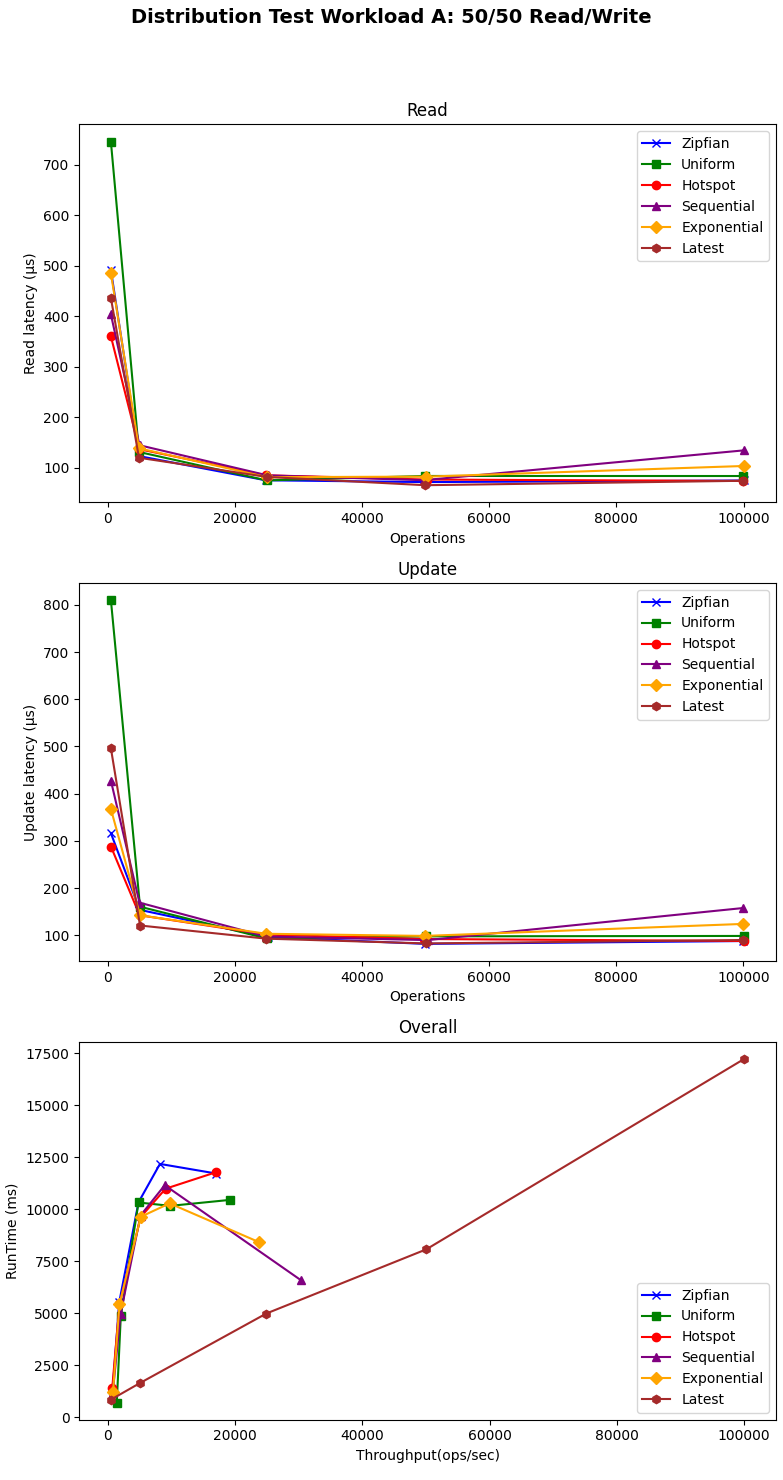 Distribution Test Workload A: 50/50 Read/Write
Read
700
600
500
400
300
200
100
Read latency (μs)
Zipfian
Uniform
Hotspot
Sequential
Exponential
Latest
0 20000 40000 60000 80000 100000
Operations
Update
800
700
600
500
400
300
200
100
Update latency (μs)
Zipfian
Uniform
Hotspot
Sequential
Exponential
Latest
0 20000 40000 60000 80000 100000
Operations
Overall
17500
15000
12500
10000
7500
5000
2500
0
RunTime (ms)
Zipfian
Uniform
Hotspot
Sequential
Exponential
Latest
0 20000 40000 60000 80000 100000
Throughput(ops/sec)